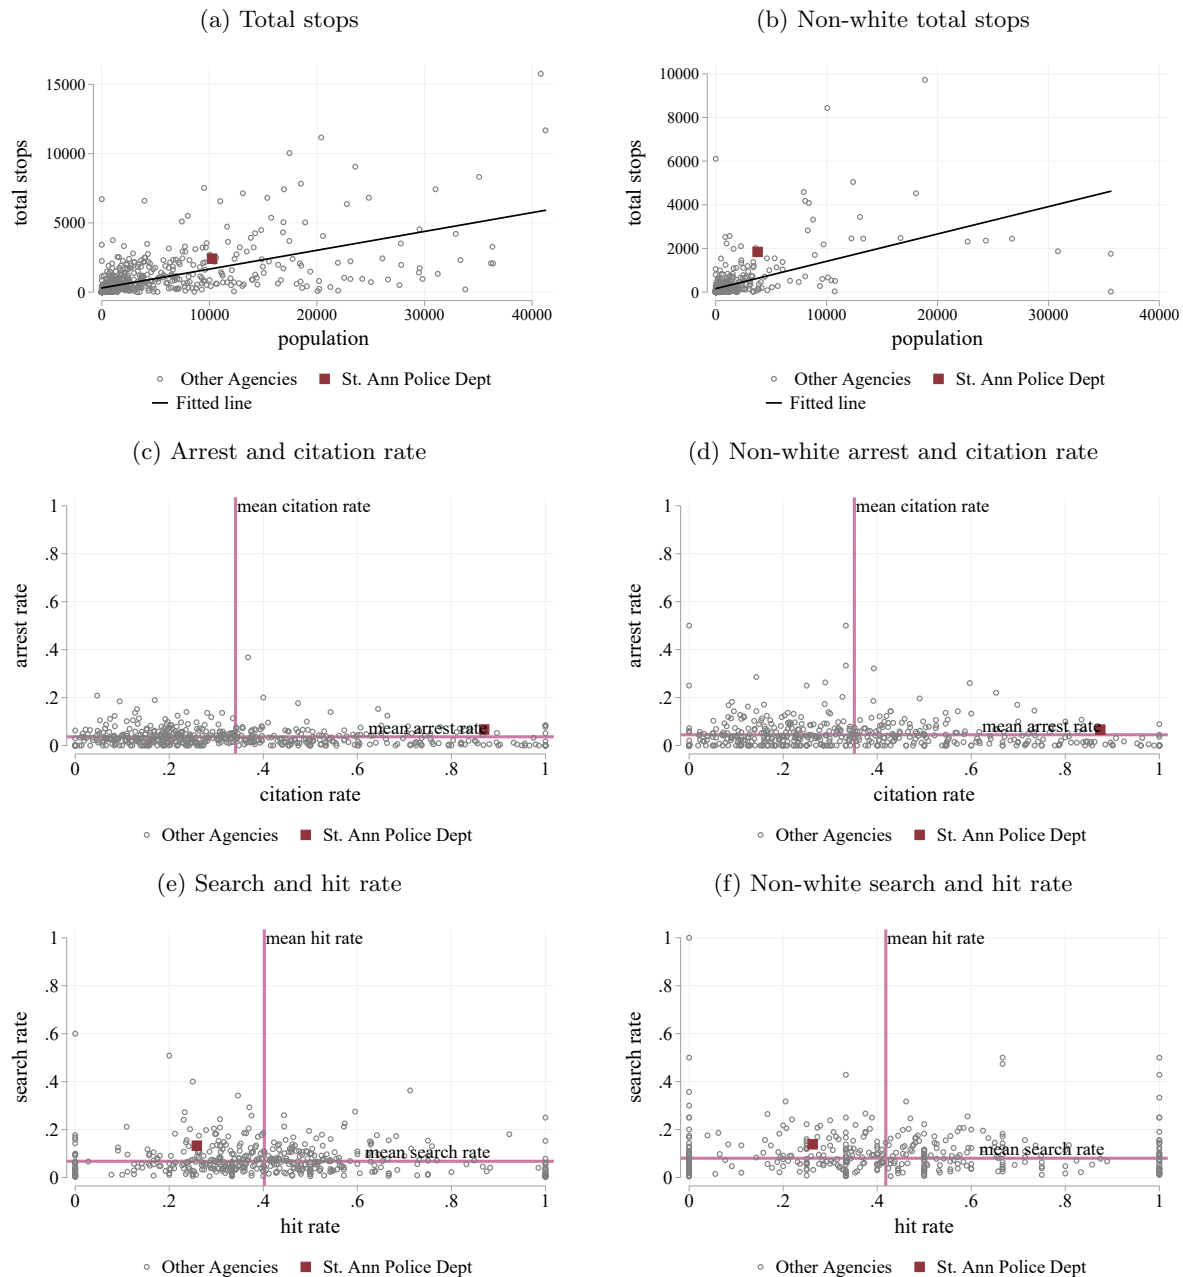 (a) Total stops
(b) Non-white total stops
total stops
15000
10000
5000
0
0 10000 20000 30000 40000
population
Other Agencies St. Ann Police Dept
Fitted line
total stops
10000
8000
6000
4000
2000
0
0 10000 20000 30000 40000
population
Other Agencies St. Ann Police Dept
Fitted line
(c) Arrest and citation rate
(d) Non-white arrest and citation rate
mean citation rate
arrest rate
1
.8
.6
.4
.2
0
mean arrest rate
0 .2 .4 .6 .8 1
citation rate
Other Agencies St. Ann Police Dept
mean citation rate
arrest rate
1
.8
.6
.4
.2
0
mean arrest rate
0 .2 .4 .6 .8 1
citation rate
Other Agencies St. Ann Police Dept
(e) Search and hit rate
(f) Non-white search and hit rate
mean hit rate
search rate
1
.8
.6
.4
.2
0
mean search rate
0 .2 .4 .6 .8 1
hit rate
Other Agencies St. Ann Police Dept
mean hit rate
search rate
1
.8
.6
.4
.2
0
mean search rate
0 .2 .4 .6 .8 1
hit rate
Other Agencies St. Ann Police Dept